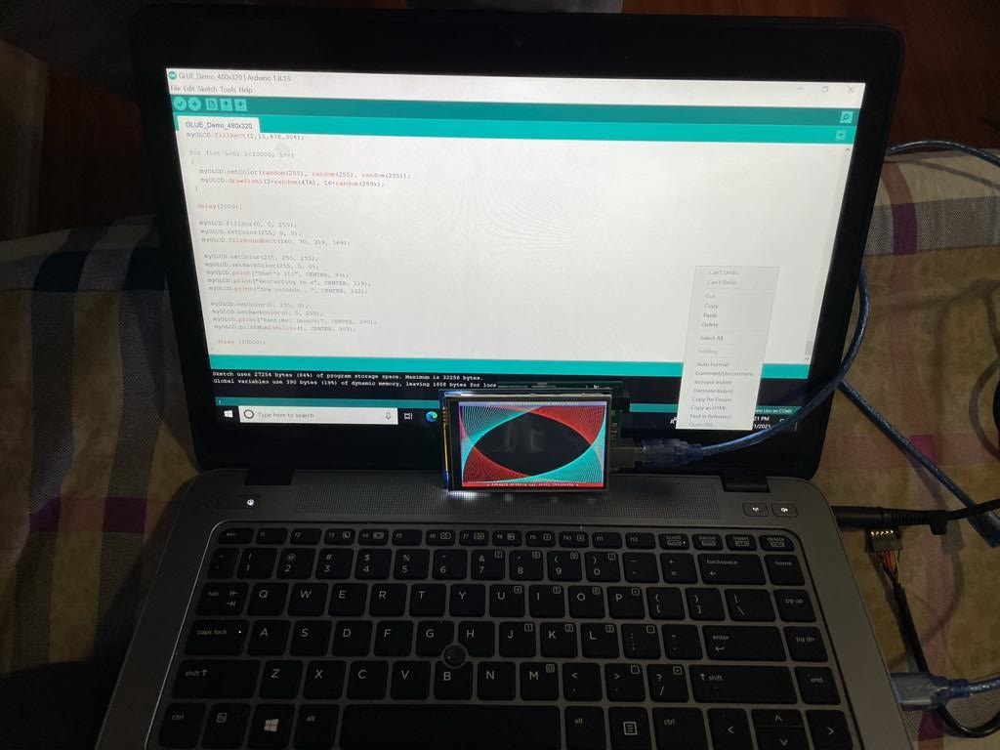 GLUE_Demo_480x320 | Arduino 1.8.13
File Edit Sketch Tools Help
GLUE_Demo_480x320
myGLCD.fillRect(1,15,478,304);
for (int i=0; i<10000; i++)
{
myGLCD.setColor(random(255), random(255), random(255));
myGLCD.drawPixel(2+random(476), 16+random(289));
}
delay(2000);
myGLCD.fillScr(0, 0, 255);
myGLCD.setColor(255, 0, 0);
myGLCD.fillRoundRect(160, 70, 319, 169);
myGLCD.setColor(255, 255, 255);
myGLCD.setBackColor(255, 0, 0);
myGLCD.print("That's it!", CENTER, 93);
myGLCD.print("Restarting in a", CENTER, 119);
myGLCD.print("few seconds...", CENTER, 132);
myGLCD.setColor(0, 255, 0);
myGLCD.setBackColor(0, 0, 255);
myGLCD.print("Runtime: (msecs)", CENTER, 290);
myGLCD.printNumI(millis(), CENTER, 305);
delay (10000);
Can't Undo
Can't Redo
Cut
Copy
Paste
Delete
Select All
Folding
Auto Format
Comment/Uncomment
Increase Indent
Decrease Indent
Copy for Forum
Copy as HTML
Find in Reference
Open URL
Sketch uses 27254 bytes (84%) of program storage space. Maximum is 32256 bytes.
Global variables use 390 bytes (19%) of dynamic memory, leaving 1658 bytes for loc
Type here to search
esc f1 f2 f3 f4 f5 f6 f7 f8 f9 f10 f11 f12 scroll pause insert delete
~ ! 1 @ 2 # 3 $ 4 % 5 ^ 6 & 7 * 8 ( 9 ) 0 - + = backspace home
tab Q W E R T Y U I O P { [ } ] | \ pg up
caps lock A S D F G H J K L : ; enter pg dn
shift Z X C V B N M < , > . ? / shift end
ctrl fn alt alt ctrl